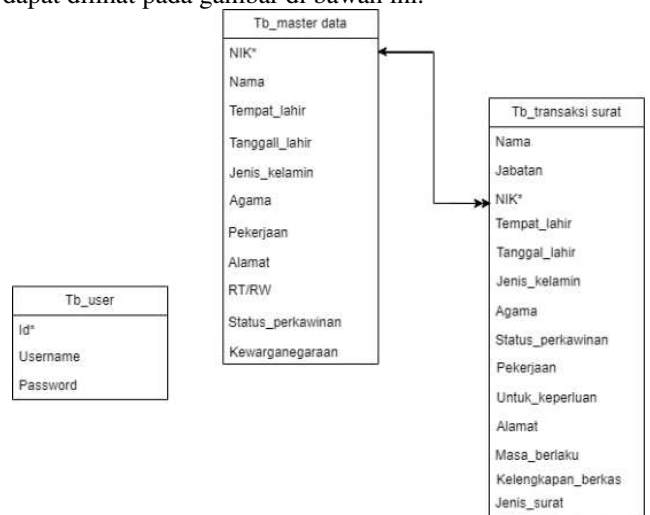 dapat dilihat pada gambar di bawah ini:
Tb_master data
NIK*
Nama
Tempat_lahir
Tanggall_lahir
Jenis_kelamin
Agama
Pekerjaan
Alamat
RT/RW
Status_perkawinan
Kewarganegaraan
Tb_transaksi surat
Nama
Jabatan
NIK*
Tempat_lahir
Tanggal_lahir
Jenis_kelamin
Agama
Status_perkawinan
Pekerjaan
Untuk_keperluan
Alamat
Masa_berlaku
Kelengkapan_berkas
Jenis_surat
Tb_user
Id*
Username
Password